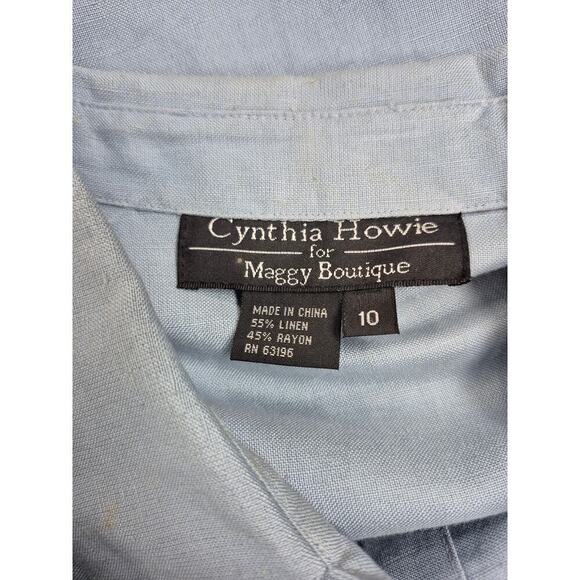 Cynthia Howie
for
Maggy Boutique
MADE IN CHINA
55% LINEN
45% RAYON
RN 63196
10